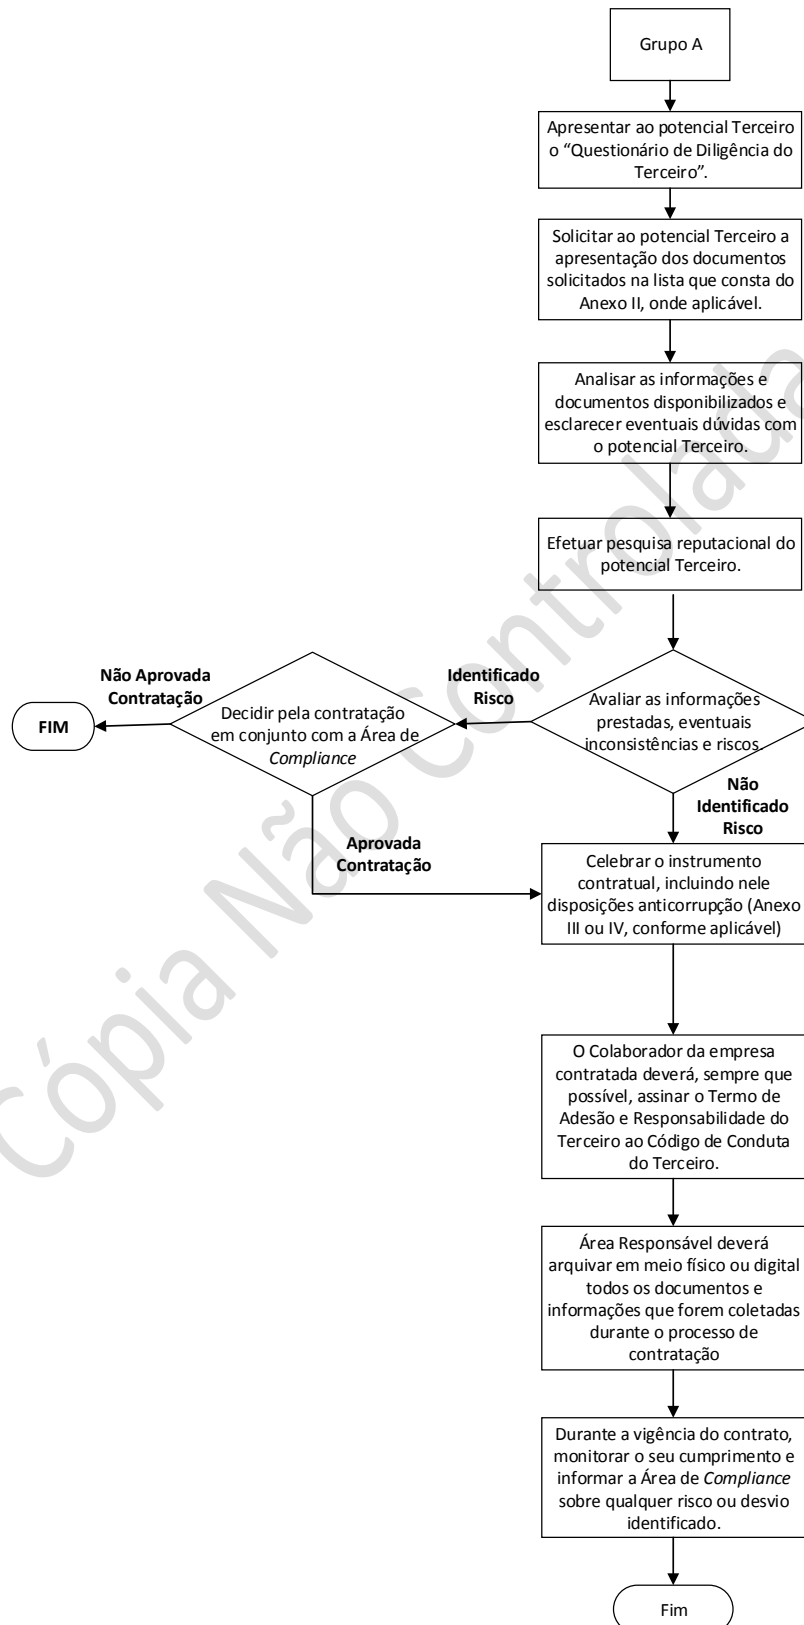 Grupo A
Apresentar ao potencial Terceiro
o “Questionário de Diligência do
Terceiro”.
Solicitar ao potencial Terceiro a
apresentação dos documentos
solicitados na lista que consta do
Anexo II, onde aplicável.
Analisar as informações e
documentos disponibilizados e
esclarecer eventuais dúvidas com
o potencial Terceiro.
Efetuar pesquisa reputacional do
potencial Terceiro.
Avaliar as informações
prestadas, eventuais
inconsistências e riscos.
Identificado
Risco
Decidir pela contratação
em conjunto com a Área de
Compliance
Não Aprovada
Contratação
FIM
Não
Identificado
Risco
Aprovada
Contratação
Celebrar o instrumento
contratual, incluindo nele
disposições anticorrupção (Anexo
III ou IV, conforme aplicável)
O Colaborador da empresa
contratada deverá, sempre que
possível, assinar o Termo de
Adesão e Responsabilidade do
Terceiro ao Código de Conduta
do Terceiro.
Área Responsável deverá
arquivar em meio físico ou digital
todos os documentos e
informações que forem coletadas
durante o processo de
contratação
Durante a vigência do contrato,
monitorar o seu cumprimento e
informar a Área de Compliance
sobre qualquer risco ou desvio
identificado.
Fim
Cópia Não Controlada